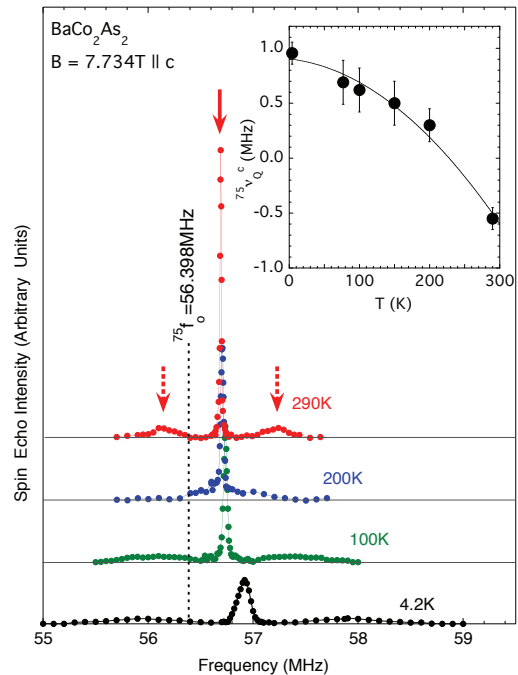 BaCo₂As₂
B = 7.734T || c
Spin Echo Intensity (Arbitrary Units)
⁷⁵fₒ=56.398MHz
290K
200K
100K
4.2K
55
56
57
58
59
Frequency (MHz)
⁷⁵ν_Q^c (MHz)
1.0
0.5
0.0
-0.5
-1.0
0
100
200
300
T (K)